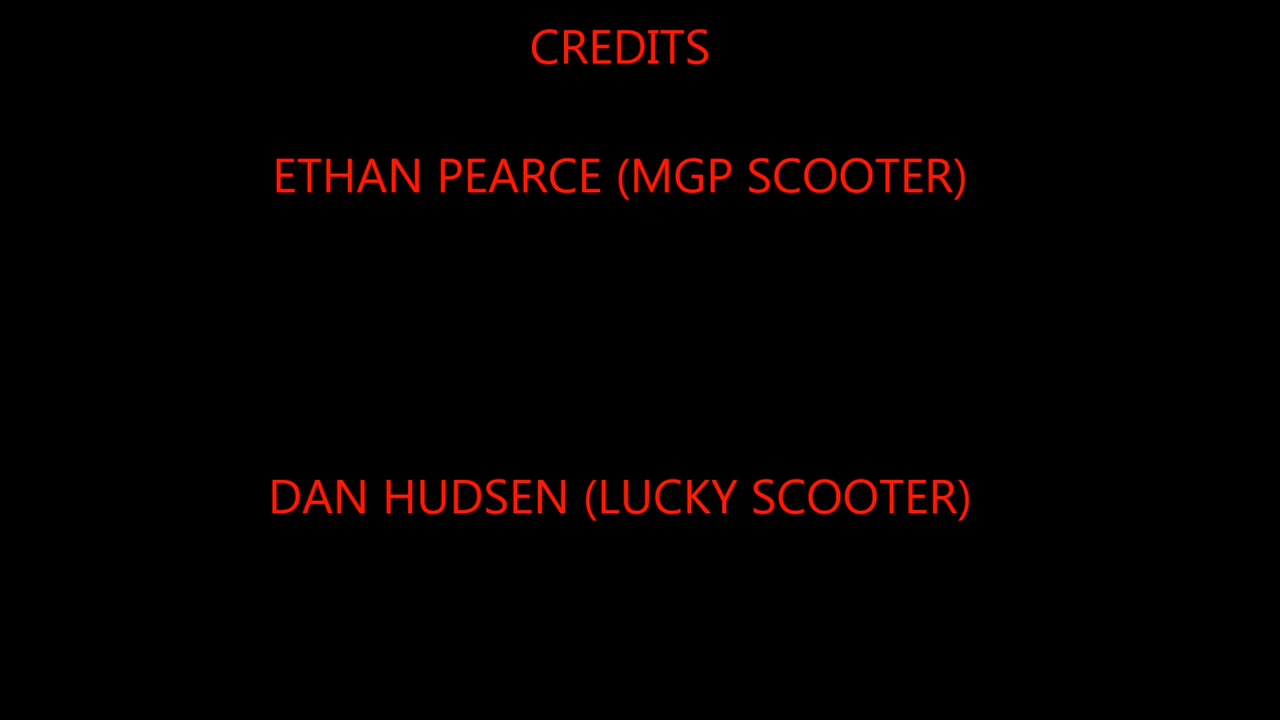 CREDITS
ETHAN PEARCE (MGP SCOOTER)
DAN HUDSEN (LUCKY SCOOTER)